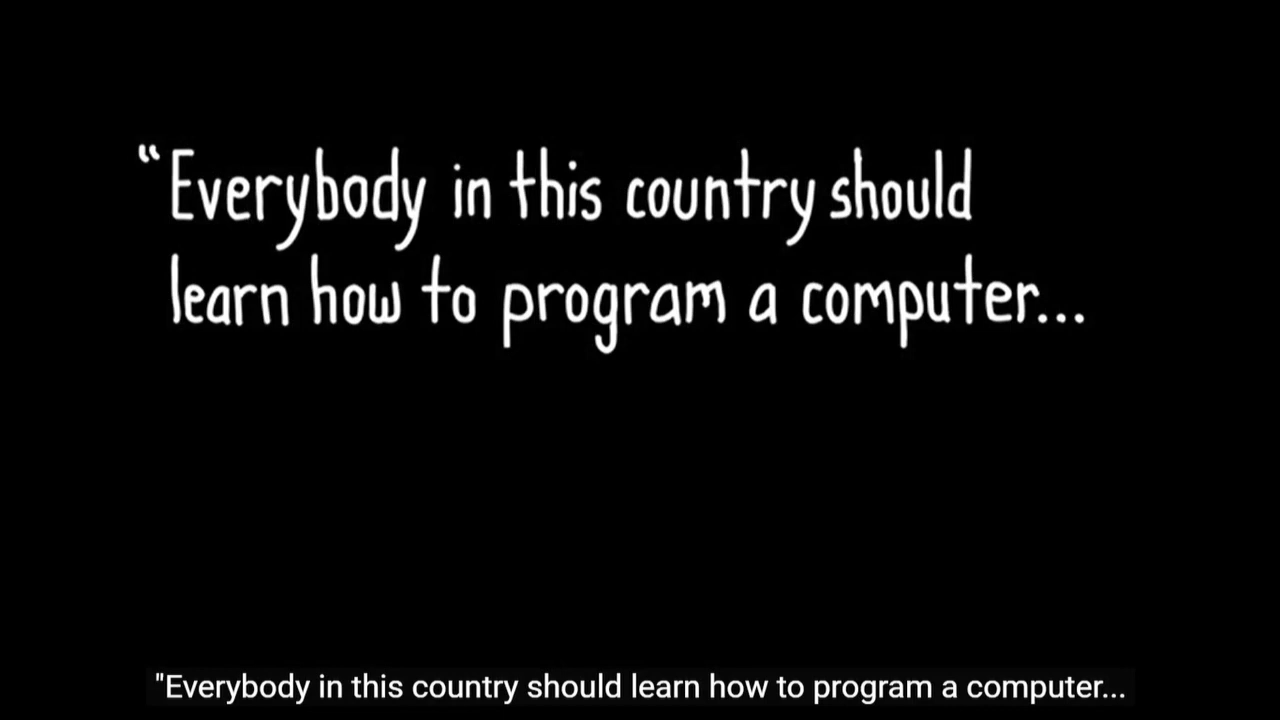 “Everybody in this country should
learn how to program a computer...
"Everybody in this country should learn how to program a computer...